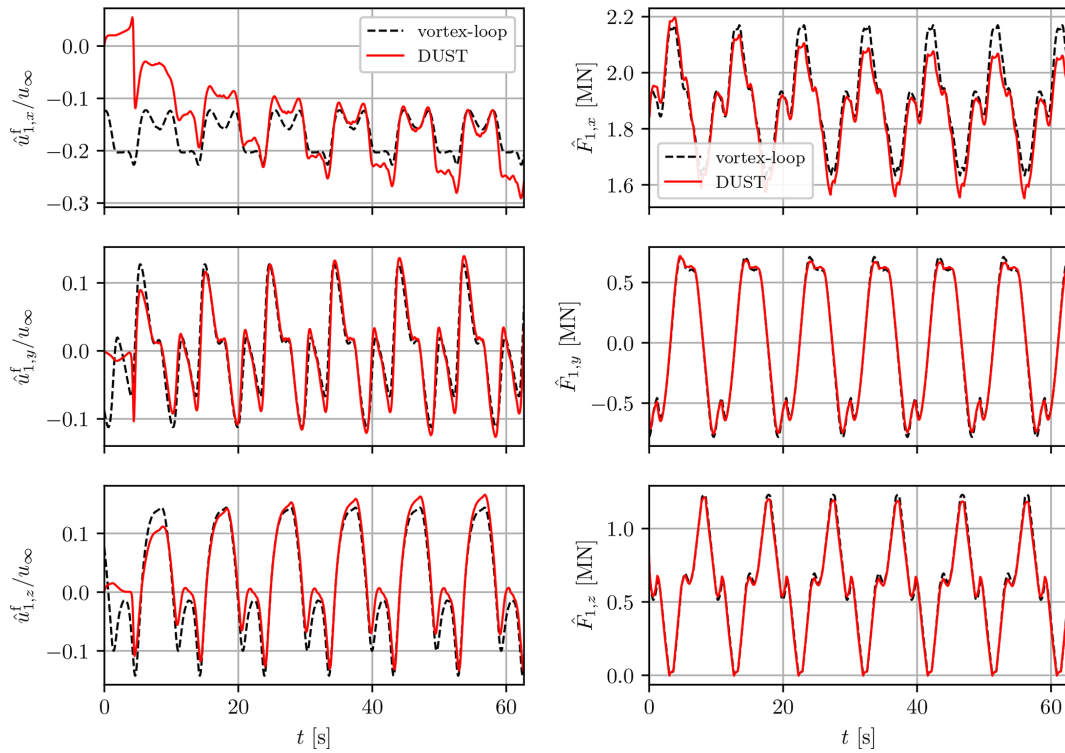 0.0
−0.1
−0.2
−0.3
û^f_{1,x}/u_∞
vortex-loop
DUST
2.2
2.0
1.8
1.6
F̂_{1,x} [MN]
vortex-loop
DUST
0.1
0.0
−0.1
û^f_{1,y}/u_∞
0.5
0.0
−0.5
F̂_{1,y} [MN]
0.1
0.0
−0.1
û^f_{1,z}/u_∞
0 20 40 60
t [s]
1.0
0.5
0.0
F̂_{1,z} [MN]
0 20 40 60
t [s]